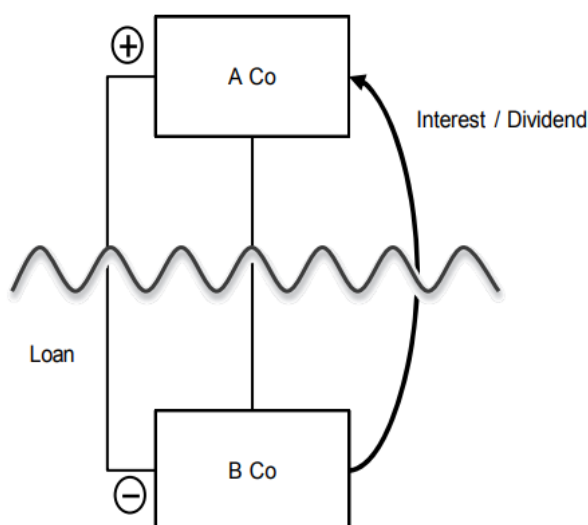 +
A Co
Interest / Dividend
Loan
B Co
−